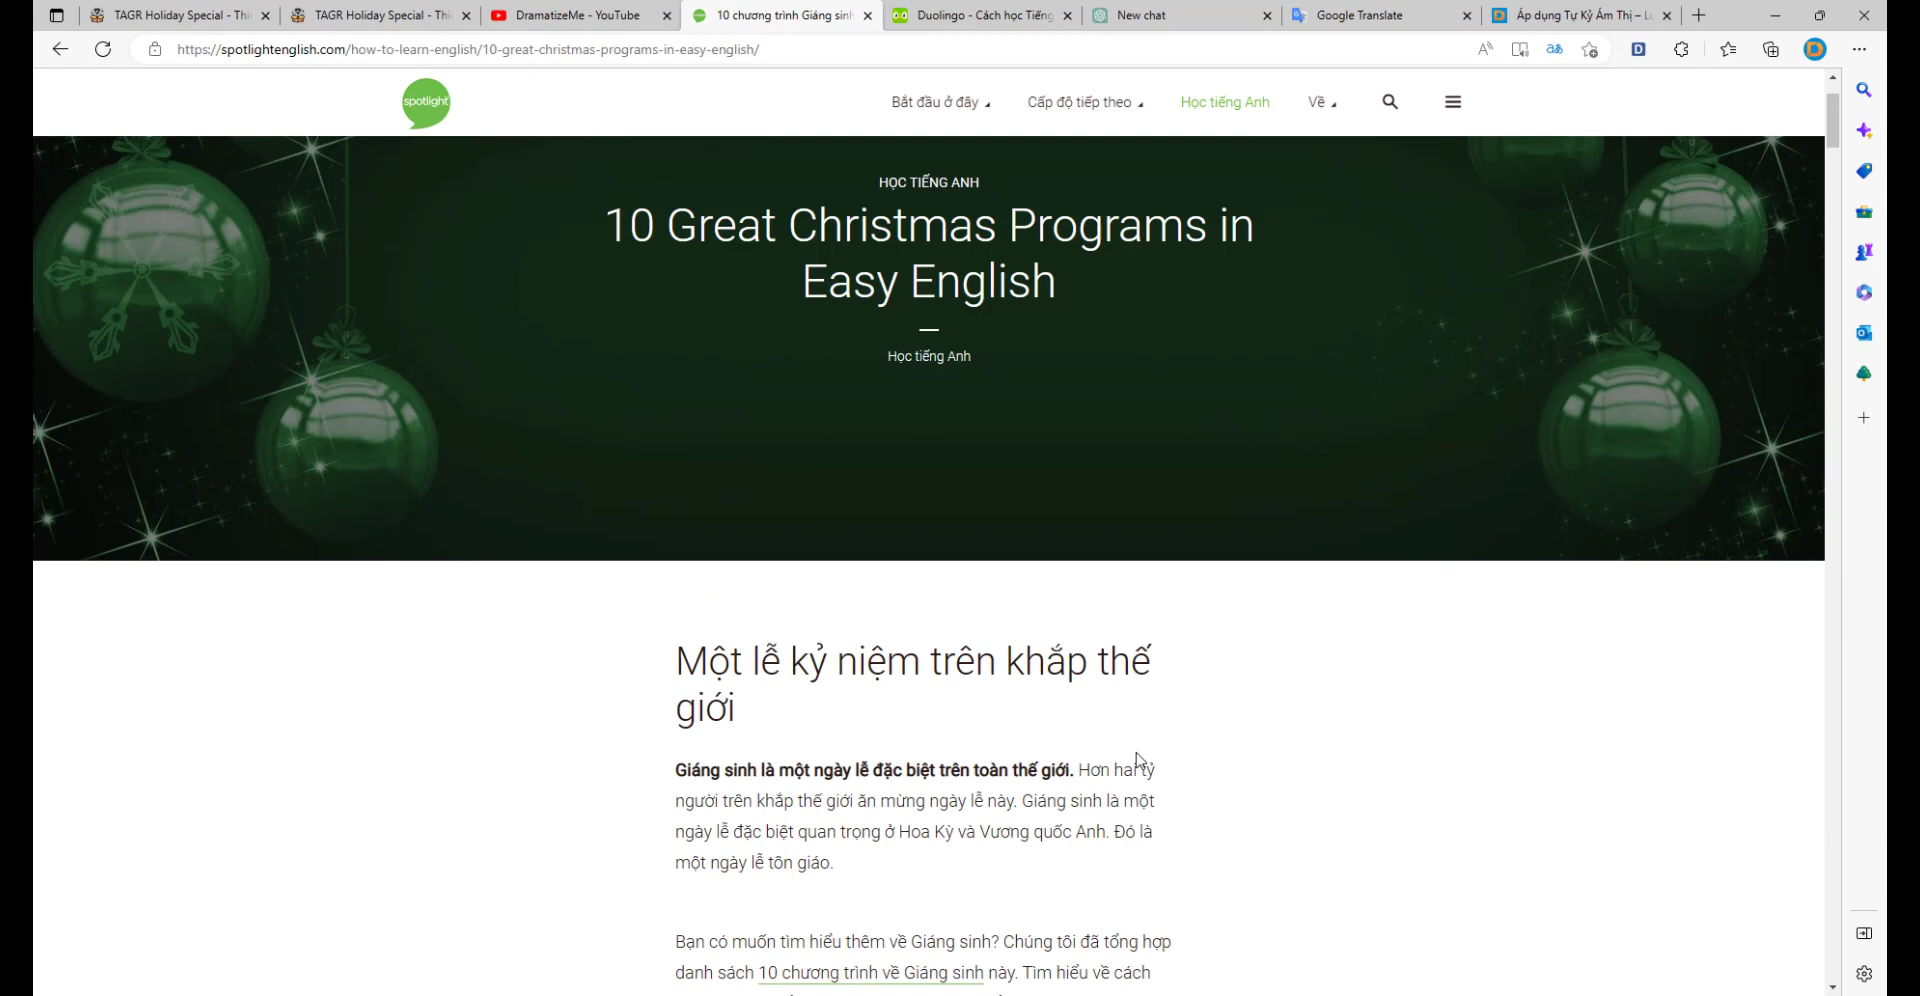 TAGR Holiday Special - Thi
TAGR Holiday Special - Thi
DramatizeMe - YouTube
10 chương trình Giáng sinh
Duolingo - Cách học Tiếng
New chat
Google Translate
Áp dụng Tự Kỷ Ám Thị – L
https://spotlightenglish.com/how-to-learn-english/10-great-christmas-programs-in-easy-english/
spotlight
Bắt đầu ở đây
Cấp độ tiếp theo
Học tiếng Anh
Về
HỌC TIẾNG ANH
10 Great Christmas Programs in
Easy English
Học tiếng Anh
Một lễ kỷ niệm trên khắp thế
giới
Giáng sinh là một ngày lễ đặc biệt trên toàn thế giới. Hơn hai tỷ
người trên khắp thế giới ăn mừng ngày lễ này. Giáng sinh là một
ngày lễ đặc biệt quan trọng ở Hoa Kỳ và Vương quốc Anh. Đó là
một ngày lễ tôn giáo.
Bạn có muốn tìm hiểu thêm về Giáng sinh? Chúng tôi đã tổng hợp
danh sách 10 chương trình về Giáng sinh này. Tìm hiểu về cách